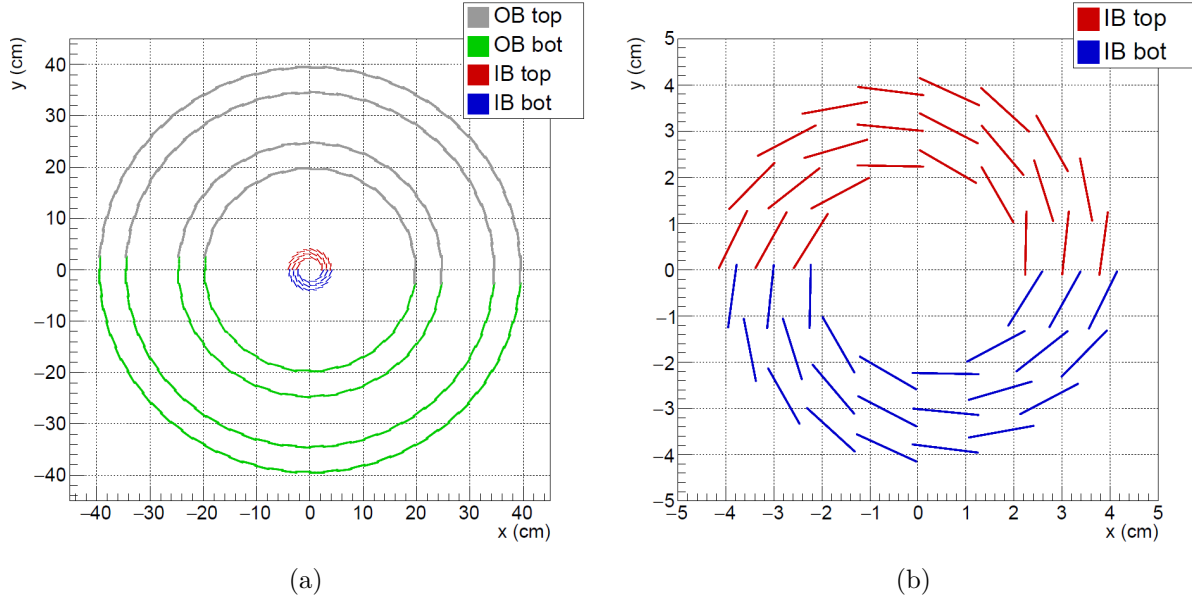 OB top
OB bot
IB top
IB bot
y (cm)
40
30
20
10
0
−10
−20
−30
−40
−40 −30 −20 −10 0 10 20 30 40
x (cm)
(a)
IB top
IB bot
y (cm)
5
4
3
2
1
0
−1
−2
−3
−4
−5
−5 −4 −3 −2 −1 0 1 2 3 4 5
x (cm)
(b)